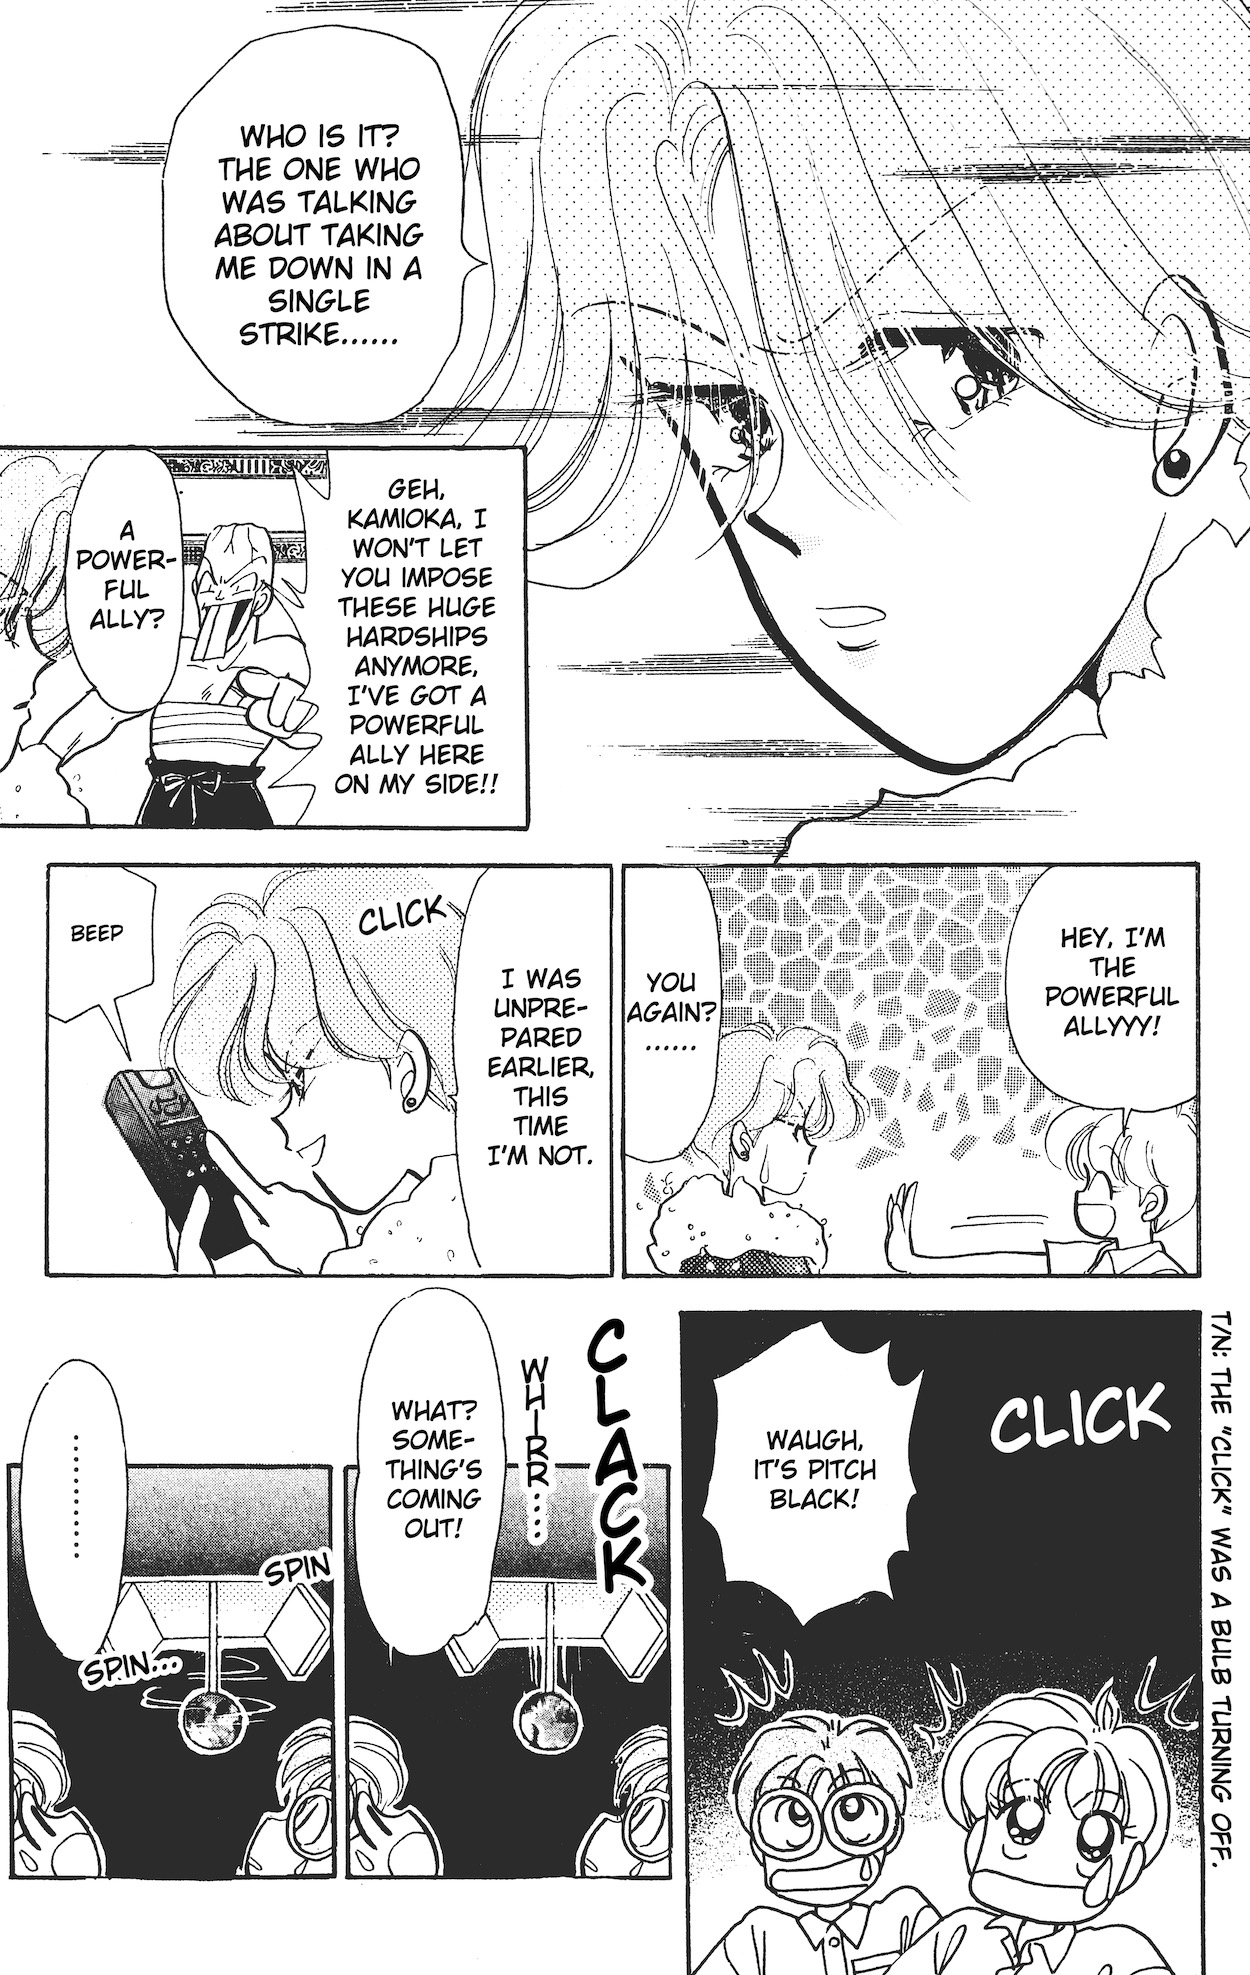 WHO IS IT?
THE ONE WHO
WAS TALKING
ABOUT TAKING
ME DOWN IN A
SINGLE
STRIKE......
GEH,
KAMIOKA, I
WON'T LET
YOU IMPOSE
THESE HUGE
HARDSHIPS
ANYMORE,
I'VE GOT A
POWERFUL
ALLY HERE
ON MY SIDE!!
A
POWER-
FUL
ALLY?
HEY, I'M
THE
POWERFUL
ALLYYY!
YOU
AGAIN?
......
I WAS
UNPRE-
PARED
EARLIER,
THIS
TIME
I'M NOT.
CLICK
BEEP
CLICK
WAUGH,
IT'S PITCH
BLACK!
T/N: THE "CLICK" WAS A BULB TURNING OFF.
CLACK
WHIRR...
WHAT?
SOME-
THING'S
COMING
OUT!
SPIN
SPIN...
..........